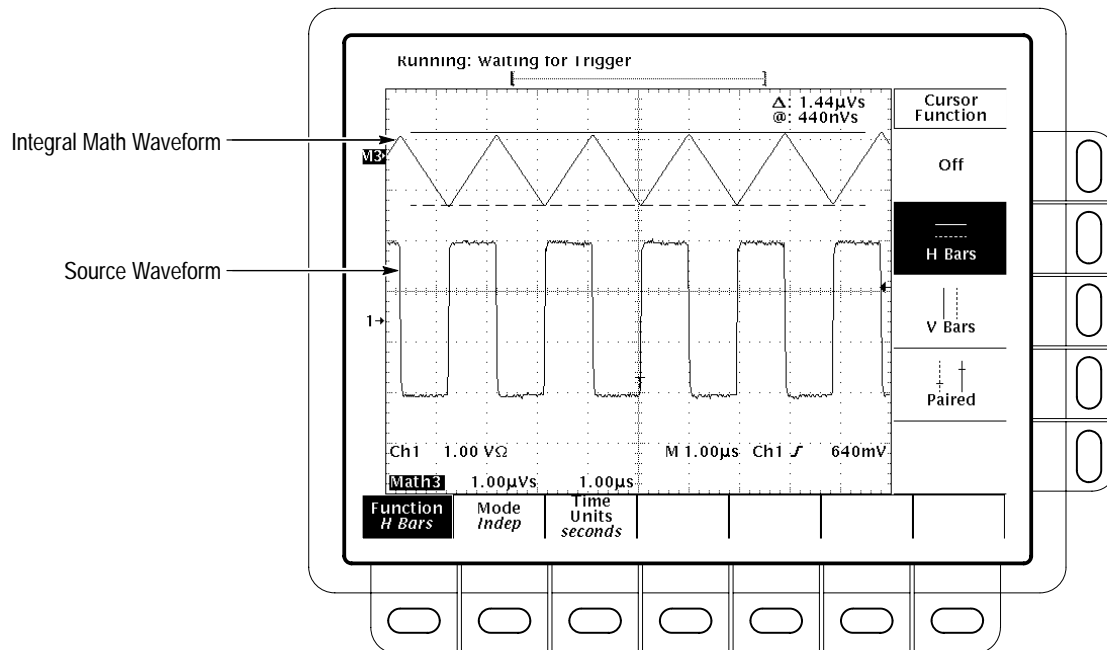 Running: Waiting for Trigger
Δ: 1.44µVs
@: 440nVs
Cursor
Function
Integral Math Waveform
M3
Off
H Bars
Source Waveform
1
V Bars
Paired
Ch1 1.00 VΩ M 1.00µs Ch1 640mV
Math3 1.00µVs 1.00µs
Function
H Bars
Mode
Indep
Time
Units
seconds